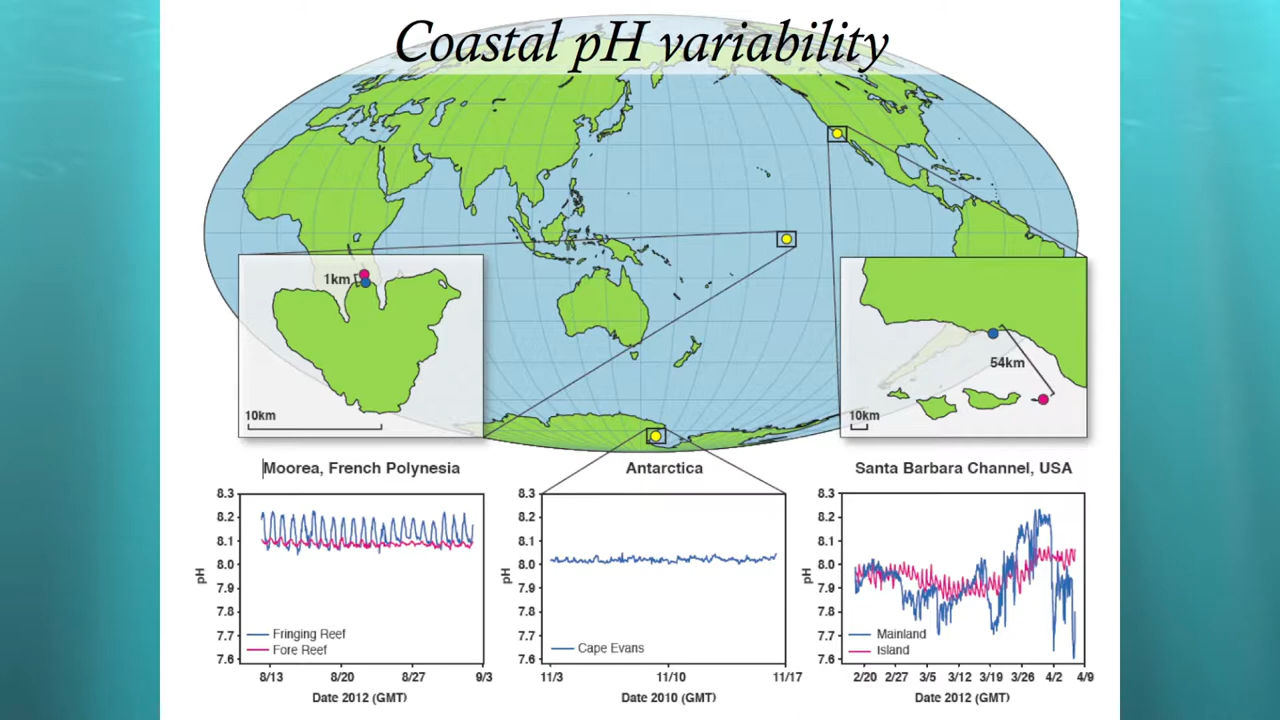 Coastal pH variability
1km
10km
54km
10km
Moorea, French Polynesia
Antarctica
Santa Barbara Channel, USA
8.3
8.2
8.1
8.0
7.9
7.8
7.7
7.6
pH
Fringing Reef
Fore Reef
8/13 8/20 8/27 9/3
Date 2012 (GMT)
8.3
8.2
8.1
8.0
7.9
7.8
7.7
7.6
pH
Cape Evans
11/3 11/10 11/17
Date 2010 (GMT)
8.3
8.2
8.1
8.0
7.9
7.8
7.7
7.6
pH
Mainland
Island
2/20 2/27 3/5 3/12 3/19 3/26 4/2 4/9
Date 2012 (GMT)